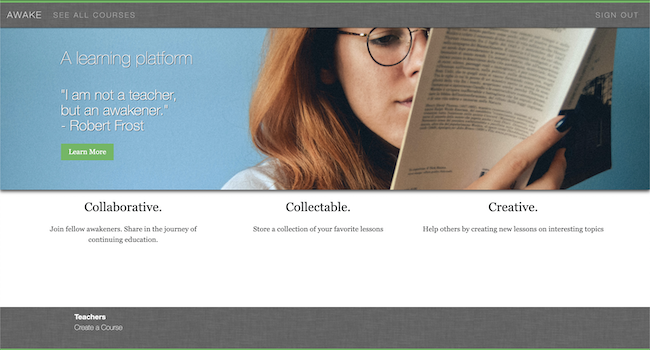 AWAKE SEE ALL COURSES SIGN OUT
A learning platform
"I am not a teacher,
but an awakener."
- Robert Frost
Learn More
Collaborative.
Join fellow awakeners. Share in the journey of
continuing education.
Collectable.
Store a collection of your favorite lessons
Creative.
Help others by creating new lessons on interesting topics
Teachers
Create a Course